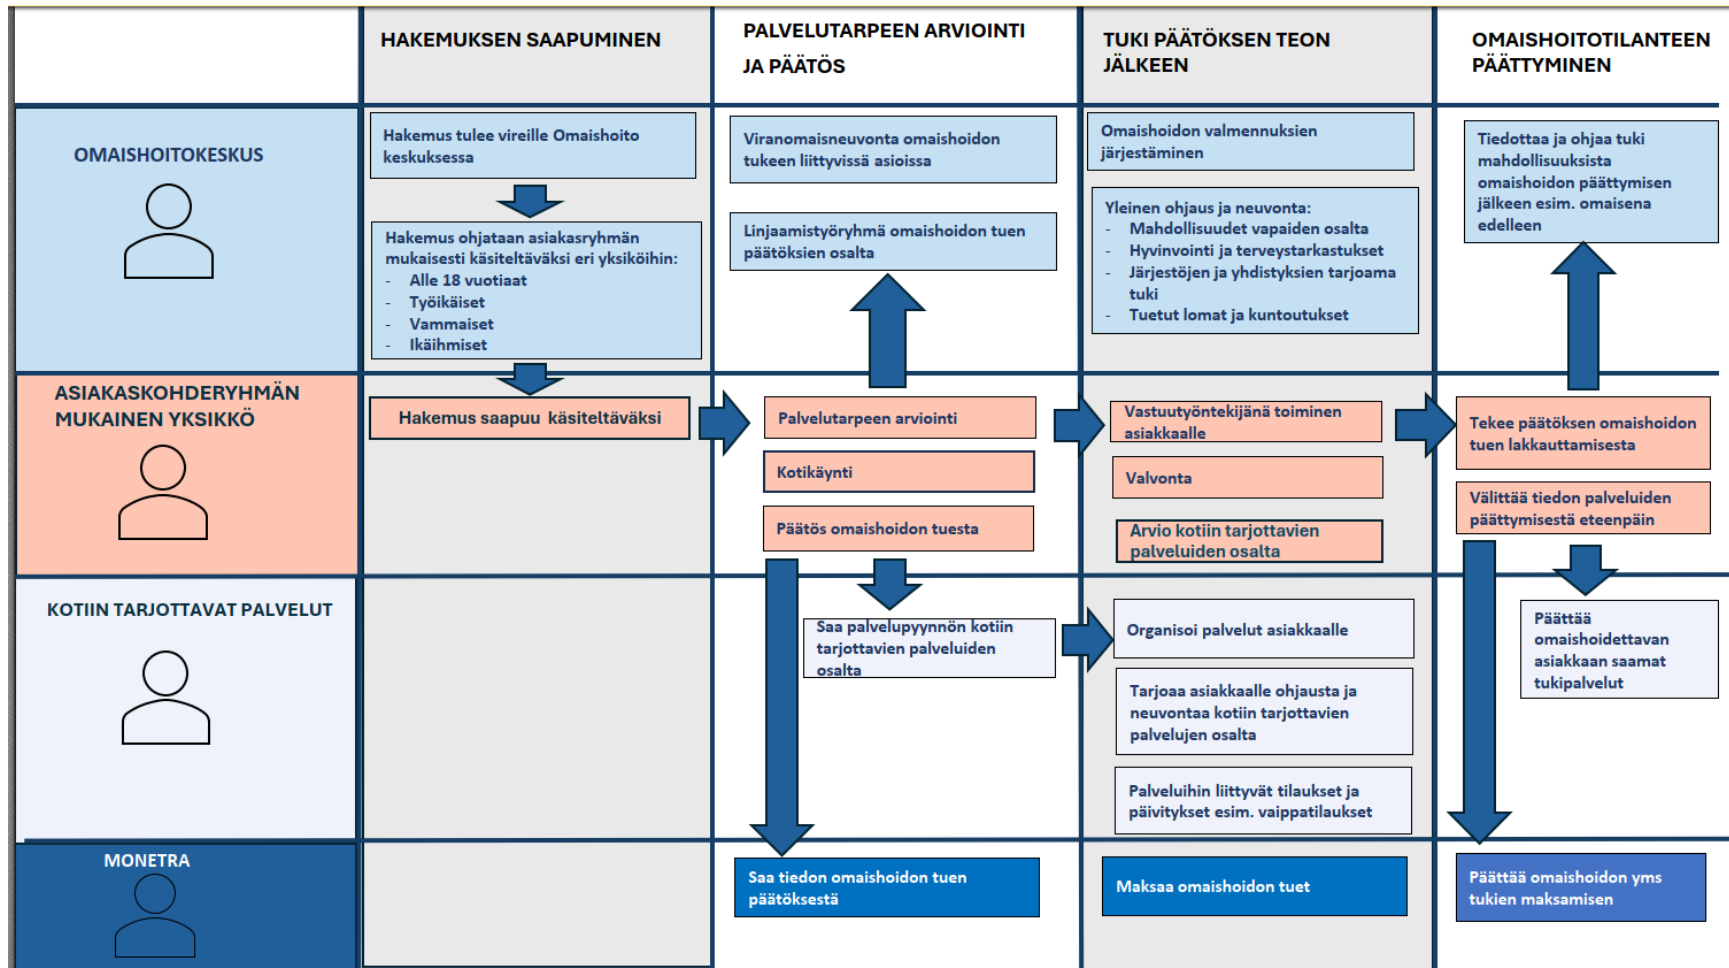 HAKEMUKSEN SAAPUMINEN
PALVELUTARPEEN ARVIOINTI
JA PÄÄTÖS
TUKI PÄÄTÖKSEN TEON
JÄLKEEN
OMAISHOITOTILANTEEN
PÄÄTTYMINEN
OMAISHOITOKESKUS
Hakemus tulee vireille Omaishoito
keskuksessa
Hakemus ohjataan asiakasryhmän
mukaisesti käsiteltäväksi eri yksiköihin:
- Alle 18 vuotiaat
- Työikäiset
- Vammaiset
- Ikäihmiset
Viranomaisneuvonta omaishoidon
tukeen liittyvissä asioissa
Linjaamistyöryhmä omaishoidon tuen
päätöksien osalta
Omaishoidon valmennuksien
järjestäminen
Yleinen ohjaus ja neuvonta:
- Mahdollisuudet vapaiden osalta
- Hyvinvointi ja terveystarkastukset
- Järjestöjen ja yhdistyksien tarjoama
tuki
- Tuetut lomat ja kuntoutukset
Tiedottaa ja ohjaa tuki
mahdollisuuksista
omaishoidon päättymisen
jälkeen esim. omaisena
edelleen
ASIAKASKOHDERYHMÄN
MUKAINEN YKSIKKÖ
Hakemus saapuu käsiteltäväksi
Palvelutarpeen arviointi
Kotikäynti
Päätös omaishoidon tuesta
Vastuutyöntekijänä toiminen
asiakkaalle
Valvonta
Arvio kotiin tarjottavien
palveluiden osalta
Tekee päätöksen omaishoidon
tuen lakkauttamisesta
Välittää tiedon palveluiden
päättymisestä eteenpäin
KOTIIN TARJOTTAVAT PALVELUT
Saa palvelupyynnön kotiin
tarjottavien palveluiden
osalta
Organisoi palvelut asiakkaalle
Tarjoaa asiakkaalle ohjausta ja
neuvontaa kotiin tarjottavien
palvelujen osalta
Palveluihin liittyvät tilaukset ja
päivitykset esim. vaippatilaukset
Päättää
omaishoidettavan
asiakkaan saamat
tukipalvelut
MONETRA
Saa tiedon omaishoidon tuen
päätöksestä
Maksaa omaishoidon tuet
Päättää omaishoidon yms
tukien maksamisen